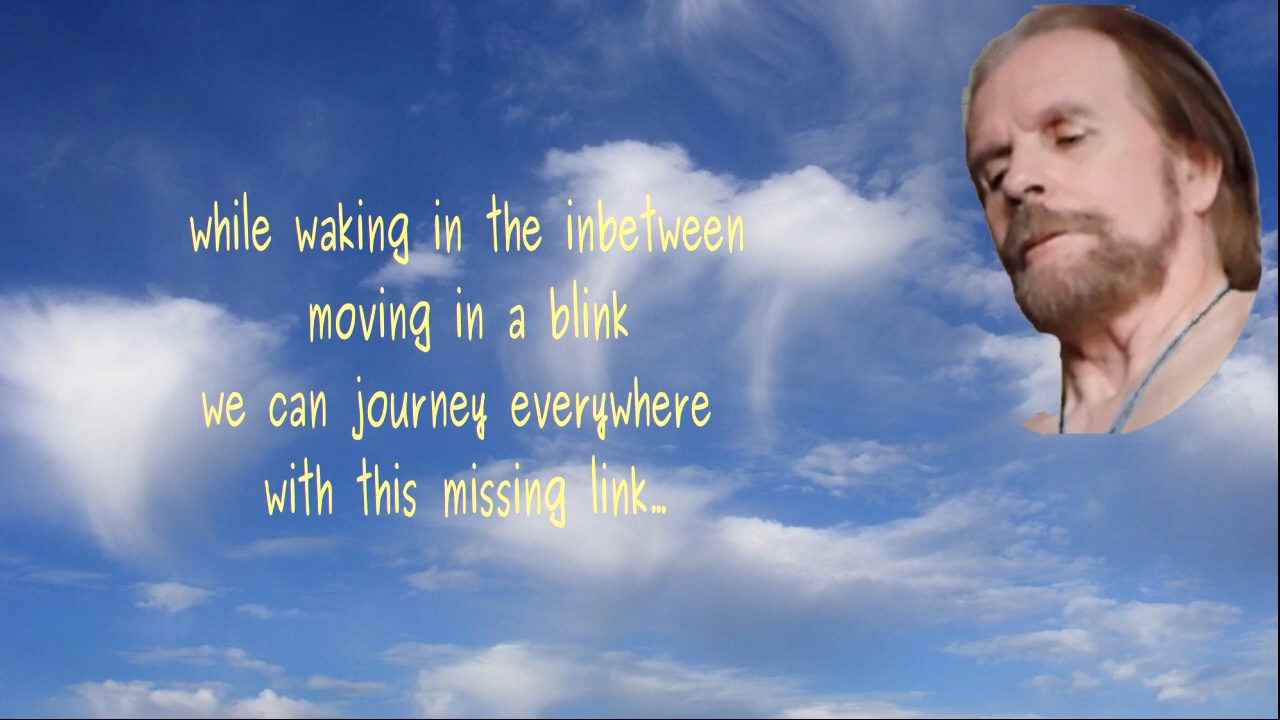 while waking in the inbetween
moving in a blink
we can journey everywhere
with this missing link...